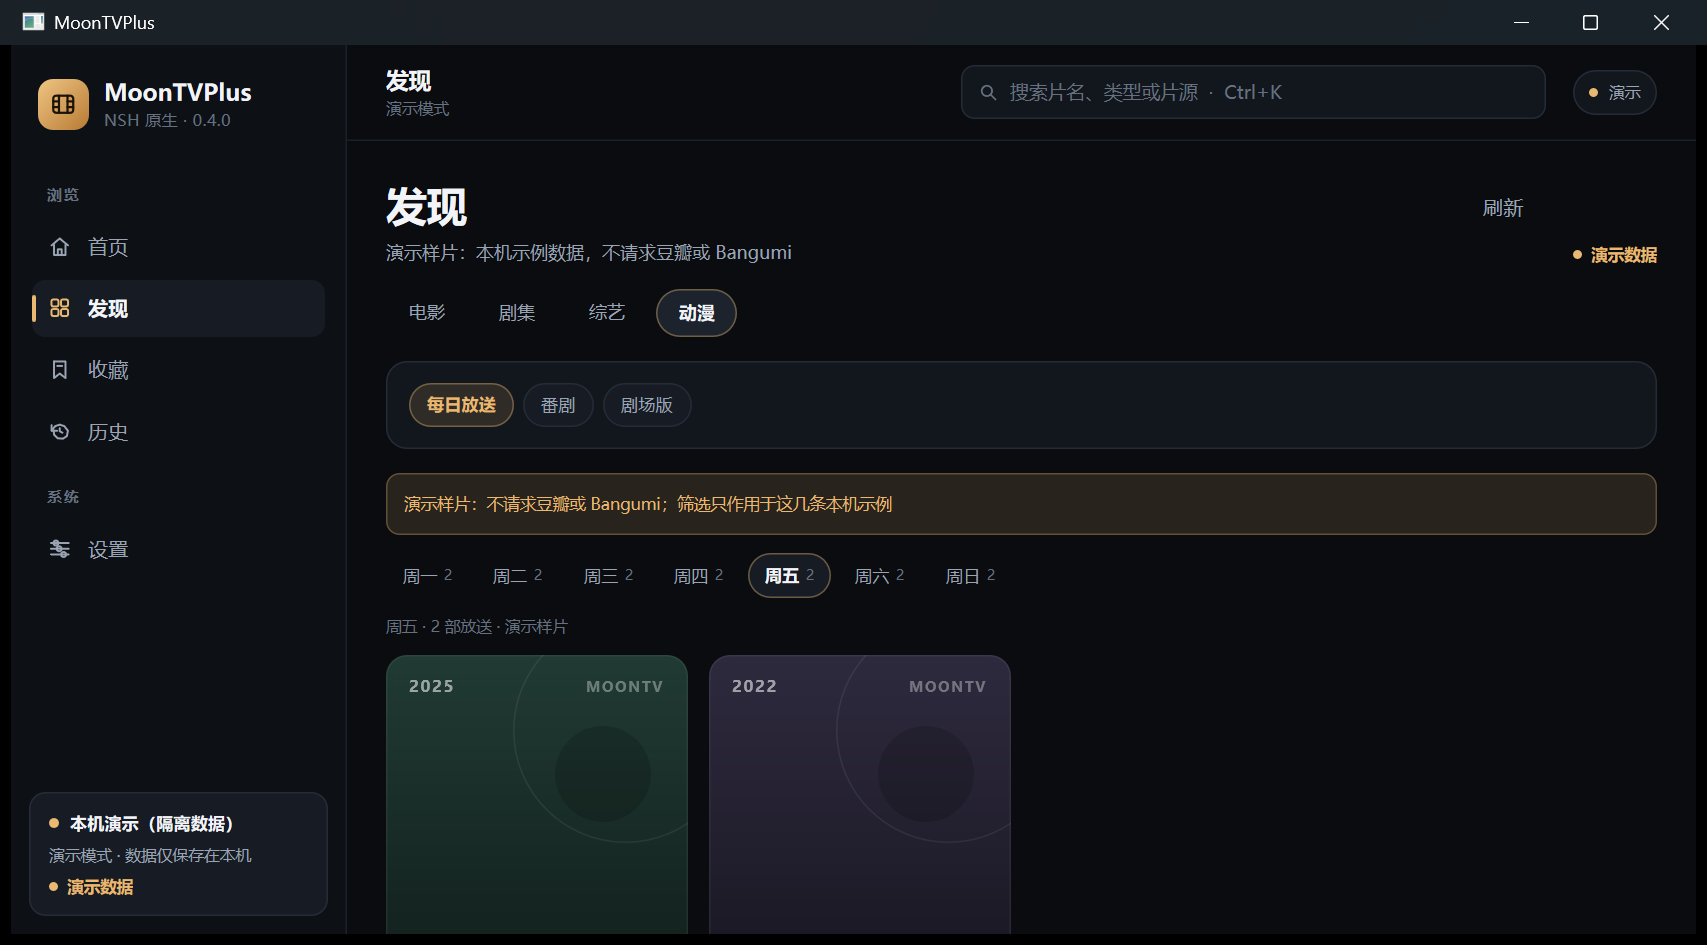 MoonTVPlus
MoonTVPlus
NSH 原生 · 0.4.0
浏览
首页
发现
收藏
历史
系统
设置
本机演示（隔离数据）
演示模式 · 数据仅保存在本机
演示数据
发现
演示模式
搜索片名、类型或片源 · Ctrl+K
演示
发现
刷新
演示样片：本机示例数据，不请求豆瓣或 Bangumi
演示数据
电影 剧集 综艺 动漫
每日放送 番剧 剧场版
演示样片：不请求豆瓣或 Bangumi；筛选只作用于这几条本机示例
周一 2 周二 2 周三 2 周四 2 周五 2 周六 2 周日 2
周五 · 2 部放送 · 演示样片
2025 MOONTV
2022 MOONTV